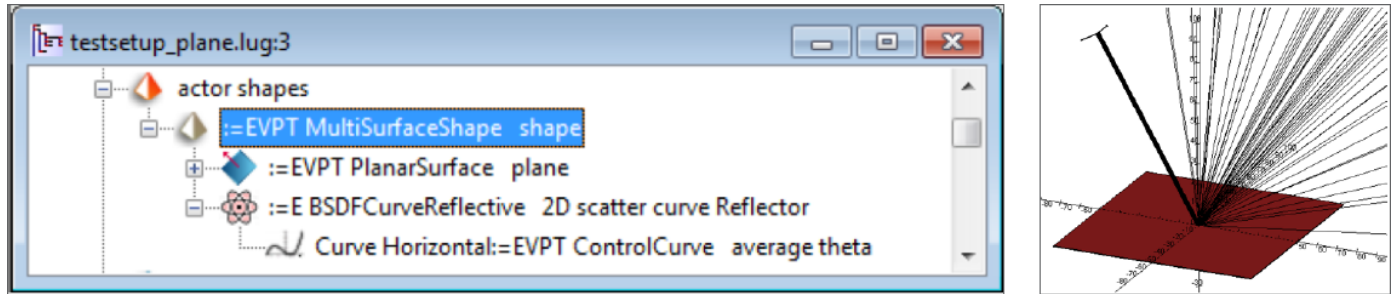 testsetup_plane.lug:3
actor shapes
:=EVPT MultiSurfaceShape shape
:=EVPT PlanarSurface plane
:=E BSDFCurveReflective 2D scatter curve Reflector
Curve Horizontal:=EVPT ControlCurve average theta